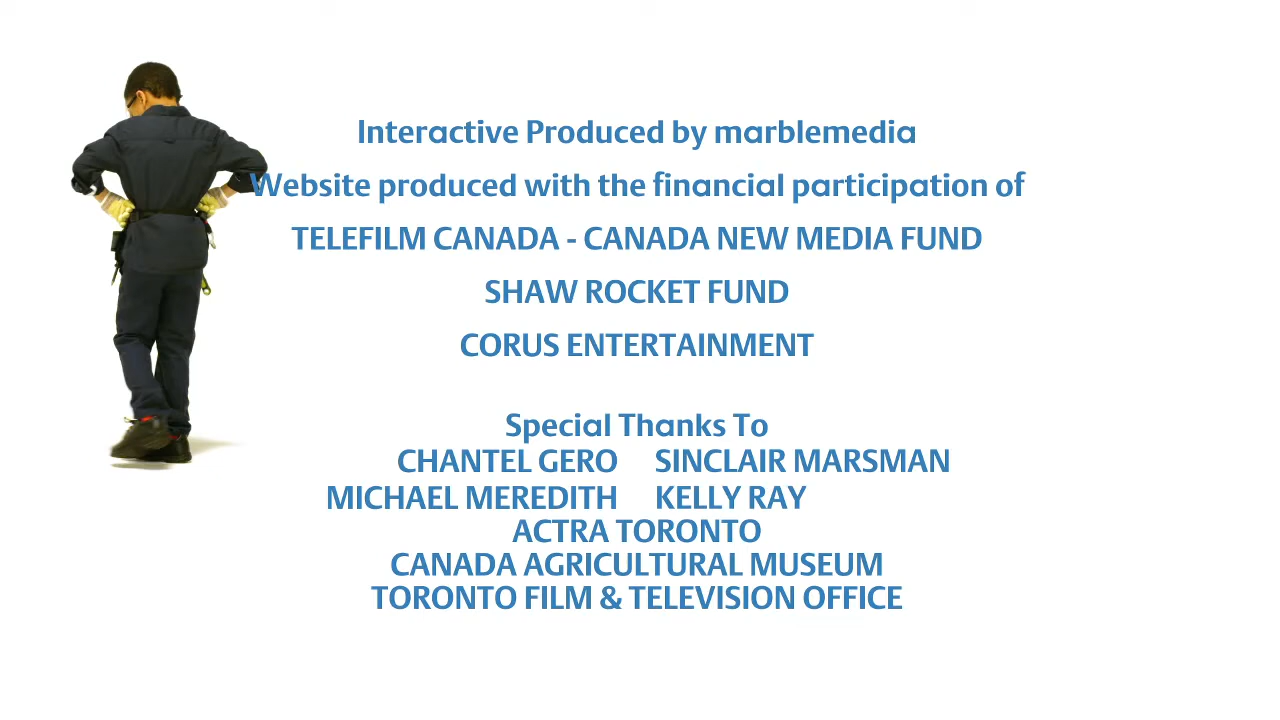 Interactive Produced by marblemedia
Website produced with the financial participation of
TELEFILM CANADA - CANADA NEW MEDIA FUND
SHAW ROCKET FUND
CORUS ENTERTAINMENT
Special Thanks To
CHANTEL GERO SINCLAIR MARSMAN
MICHAEL MEREDITH KELLY RAY
ACTRA TORONTO
CANADA AGRICULTURAL MUSEUM
TORONTO FILM & TELEVISION OFFICE